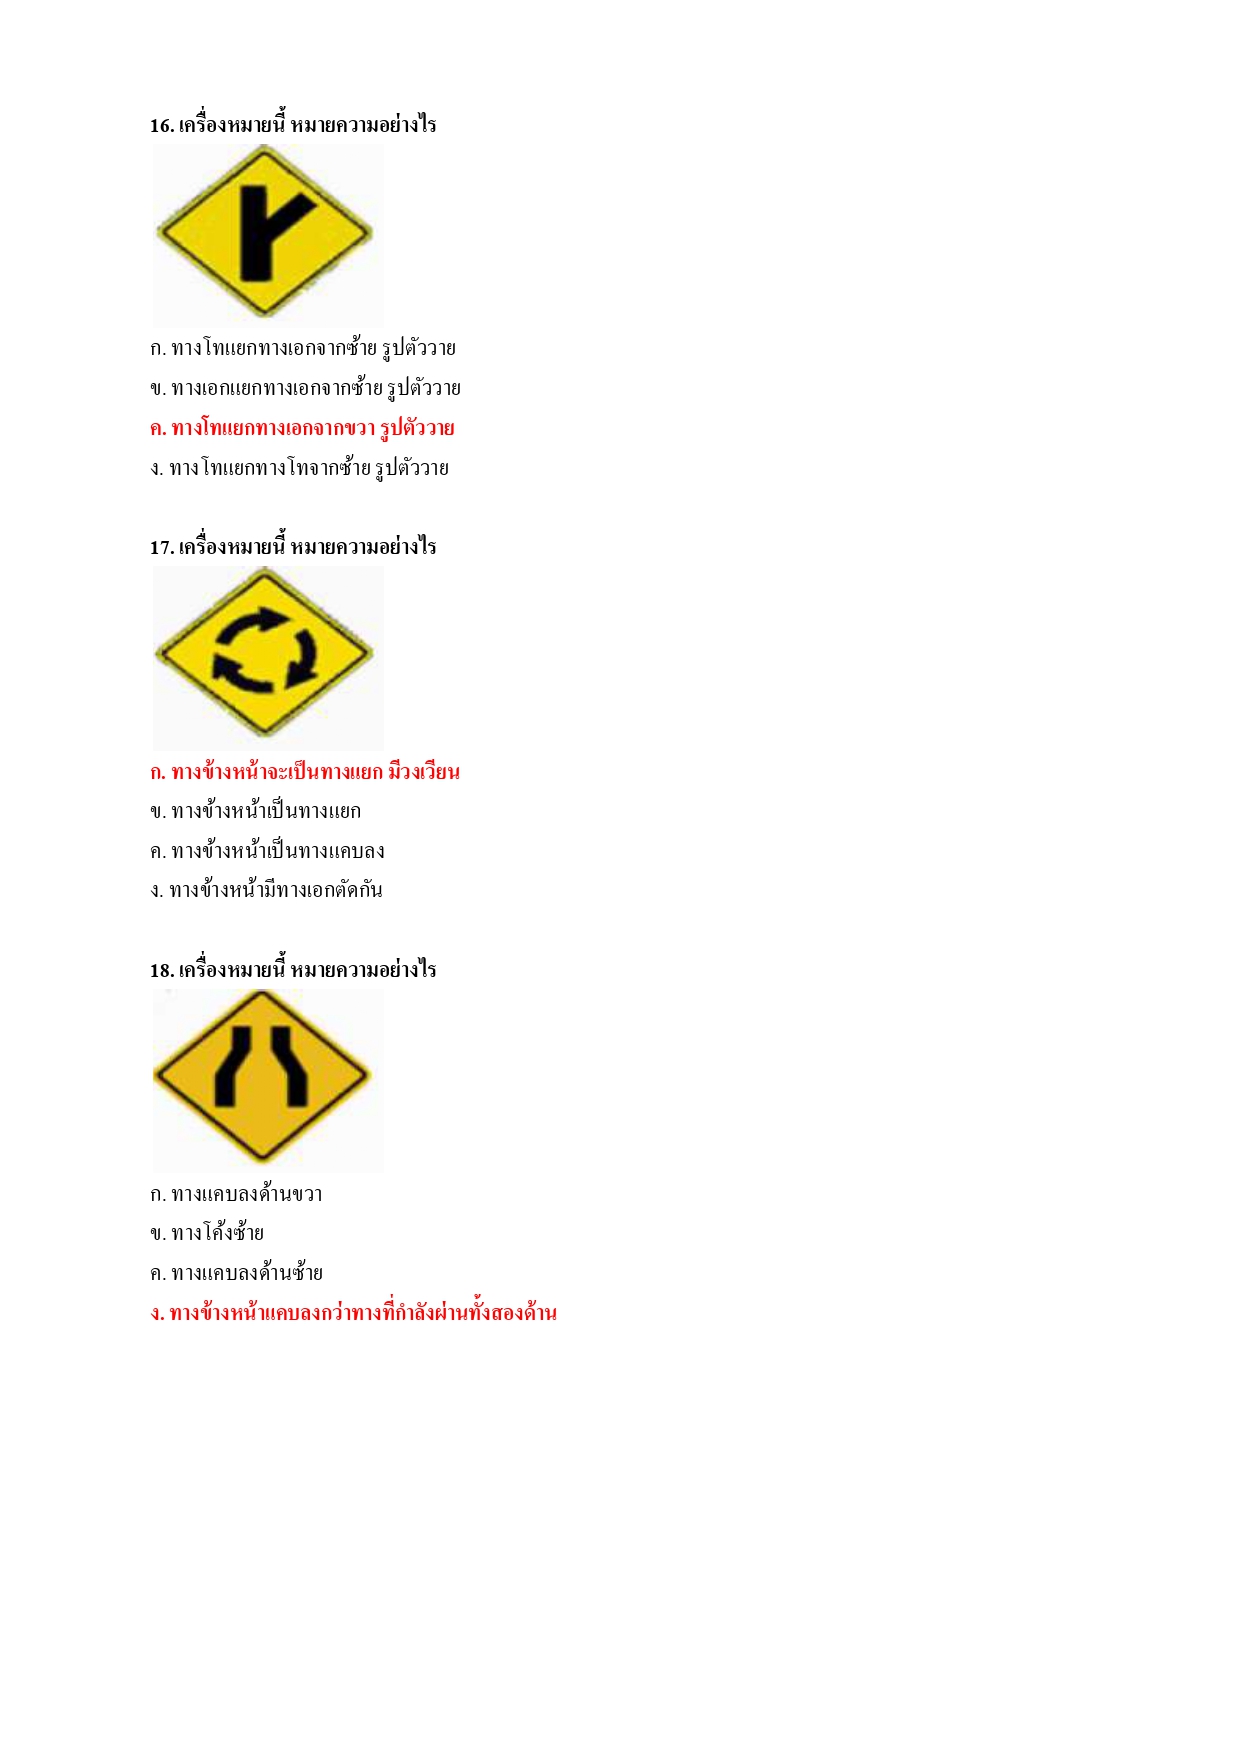 16. เครื่องหมายนี้ หมายความอย่างไร
ก. ทางโทแยกทางเอกจากซ้าย รูปตัววาย
ข. ทางเอกแยกทางเอกจากซ้าย รูปตัววาย
ค. ทางโทแยกทางเอกจากขวา รูปตัววาย
ง. ทางโทแยกทางโทจากซ้าย รูปตัววาย
17. เครื่องหมายนี้ หมายความอย่างไร
ก. ทางข้างหน้าจะเป็นทางแยก มีวงเวียน
ข. ทางข้างหน้าเป็นทางแยก
ค. ทางข้างหน้าเป็นทางแคบลง
ง. ทางข้างหน้ามีทางเอกตัดกัน
18. เครื่องหมายนี้ หมายความอย่างไร
ก. ทางแคบลงด้านขวา
ข. ทางโค้งซ้าย
ค. ทางแคบลงด้านซ้าย
ง. ทางข้างหน้าแคบลงกว่าทางที่กำลังผ่านทั้งสองด้าน